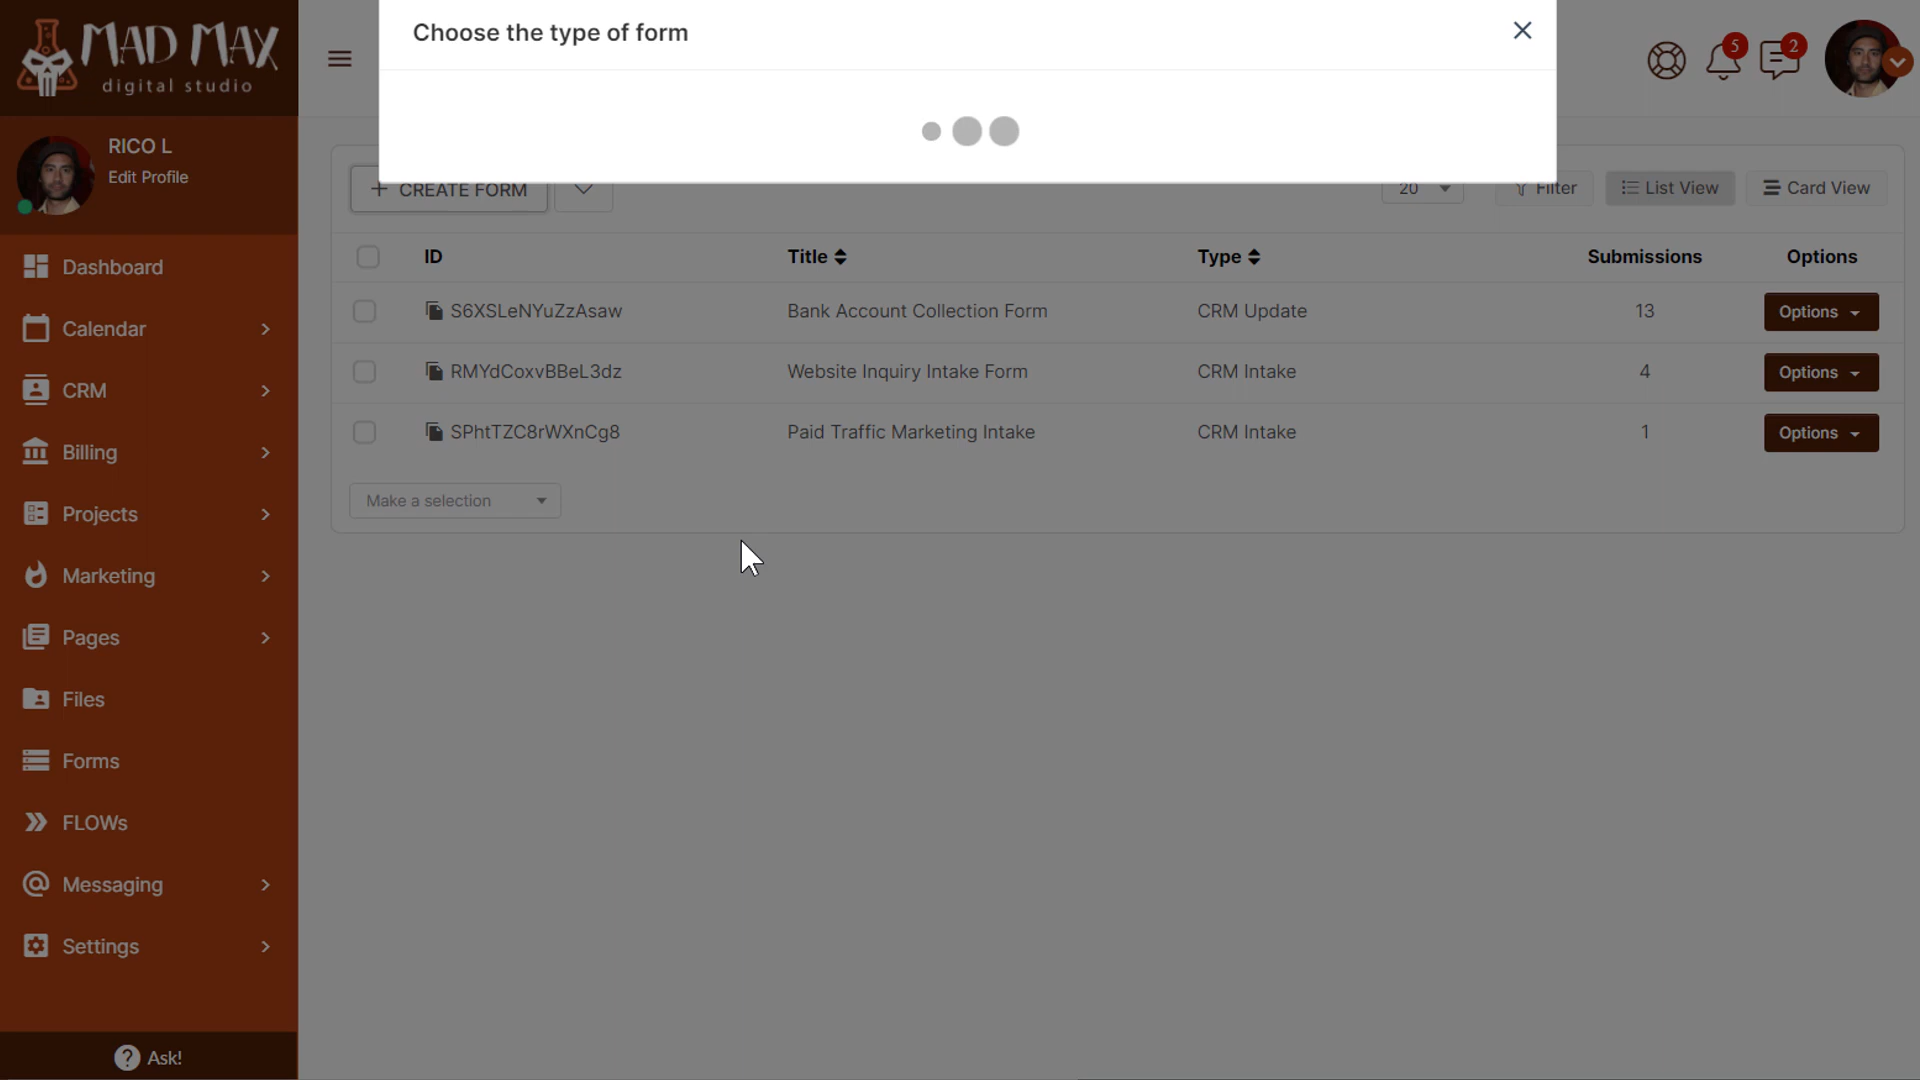 MAD MAX
digital studio
Choose the type of form
5
2
RICO L
Edit Profile
CREATE FORM
20
Filter
List View
Card View
ID
Title
Type
Submissions
Options
S6XSLeNYuZzAsaw
Bank Account Collection Form
CRM Update
13
Options
RMYdCoxvBBeL3dz
Website Inquiry Intake Form
CRM Intake
4
Options
SPhtTZC8rWXnCg8
Paid Traffic Marketing Intake
CRM Intake
1
Options
Make a selection
Dashboard
Calendar
CRM
Billing
Projects
Marketing
Pages
Files
Forms
FLOWs
Messaging
Settings
? Ask!